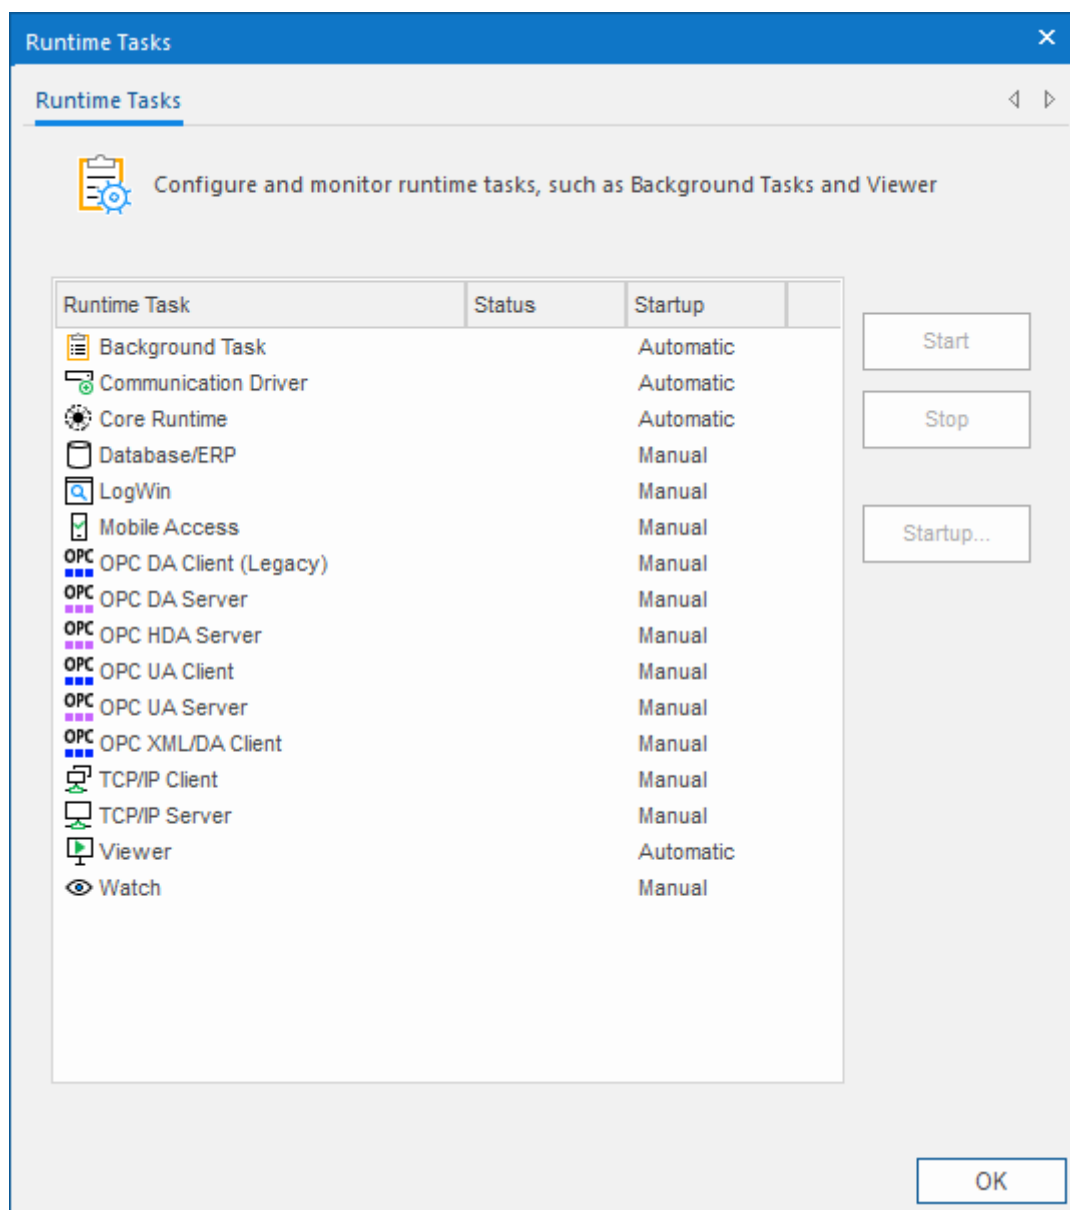 Runtime Tasks
Runtime Tasks
Configure and monitor runtime tasks, such as Background Tasks and Viewer
Runtime Task Status Startup
Background Task Automatic
Communication Driver Automatic
Core Runtime Automatic
Database/ERP Manual
LogWin Manual
Mobile Access Manual
OPC OPC DA Client (Legacy) Manual
OPC OPC DA Server Manual
OPC OPC HDA Server Manual
OPC OPC UA Client Manual
OPC OPC UA Server Manual
OPC OPC XML/DA Client Manual
TCP/IP Client Manual
TCP/IP Server Manual
Viewer Automatic
Watch Manual
Start
Stop
Startup...
OK